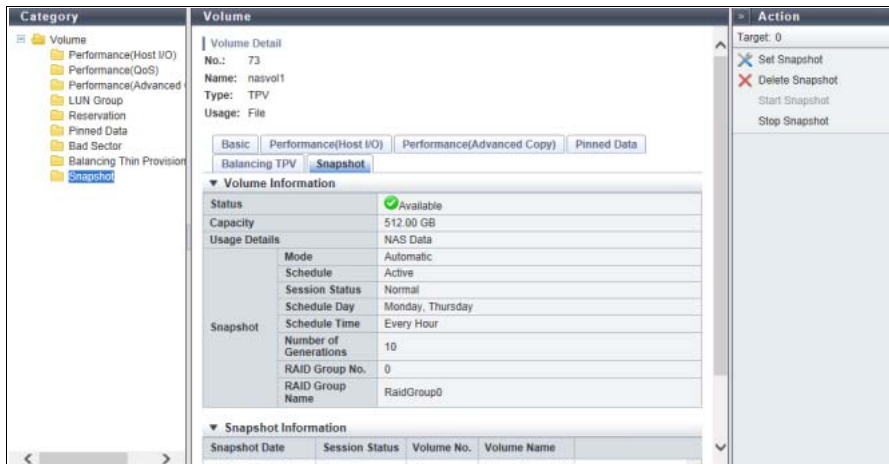 Category
Volume
Performance(Host I/O)
Performance(QoS)
Performance(Advanced
LUN Group
Reservation
Pinned Data
Bad Sector
Balancing Thin Provision
Snapshot
Volume
Volume Detail
No.: 73
Name: nasvol1
Type: TPV
Usage: File
Basic Performance(Host I/O) Performance(Advanced Copy) Pinned Data
Balancing TPV Snapshot
Volume Information
Status Available
Capacity 512.00 GB
Usage Details NAS Data
Snapshot
Mode Automatic
Schedule Active
Session Status Normal
Schedule Day Monday, Thursday
Schedule Time Every Hour
Number of
Generations 10
RAID Group No. 0
RAID Group
Name RaidGroup0
Snapshot Information
Snapshot Date Session Status Volume No. Volume Name
» Action
Target: 0
Set Snapshot
Delete Snapshot
Start Snapshot
Stop Snapshot